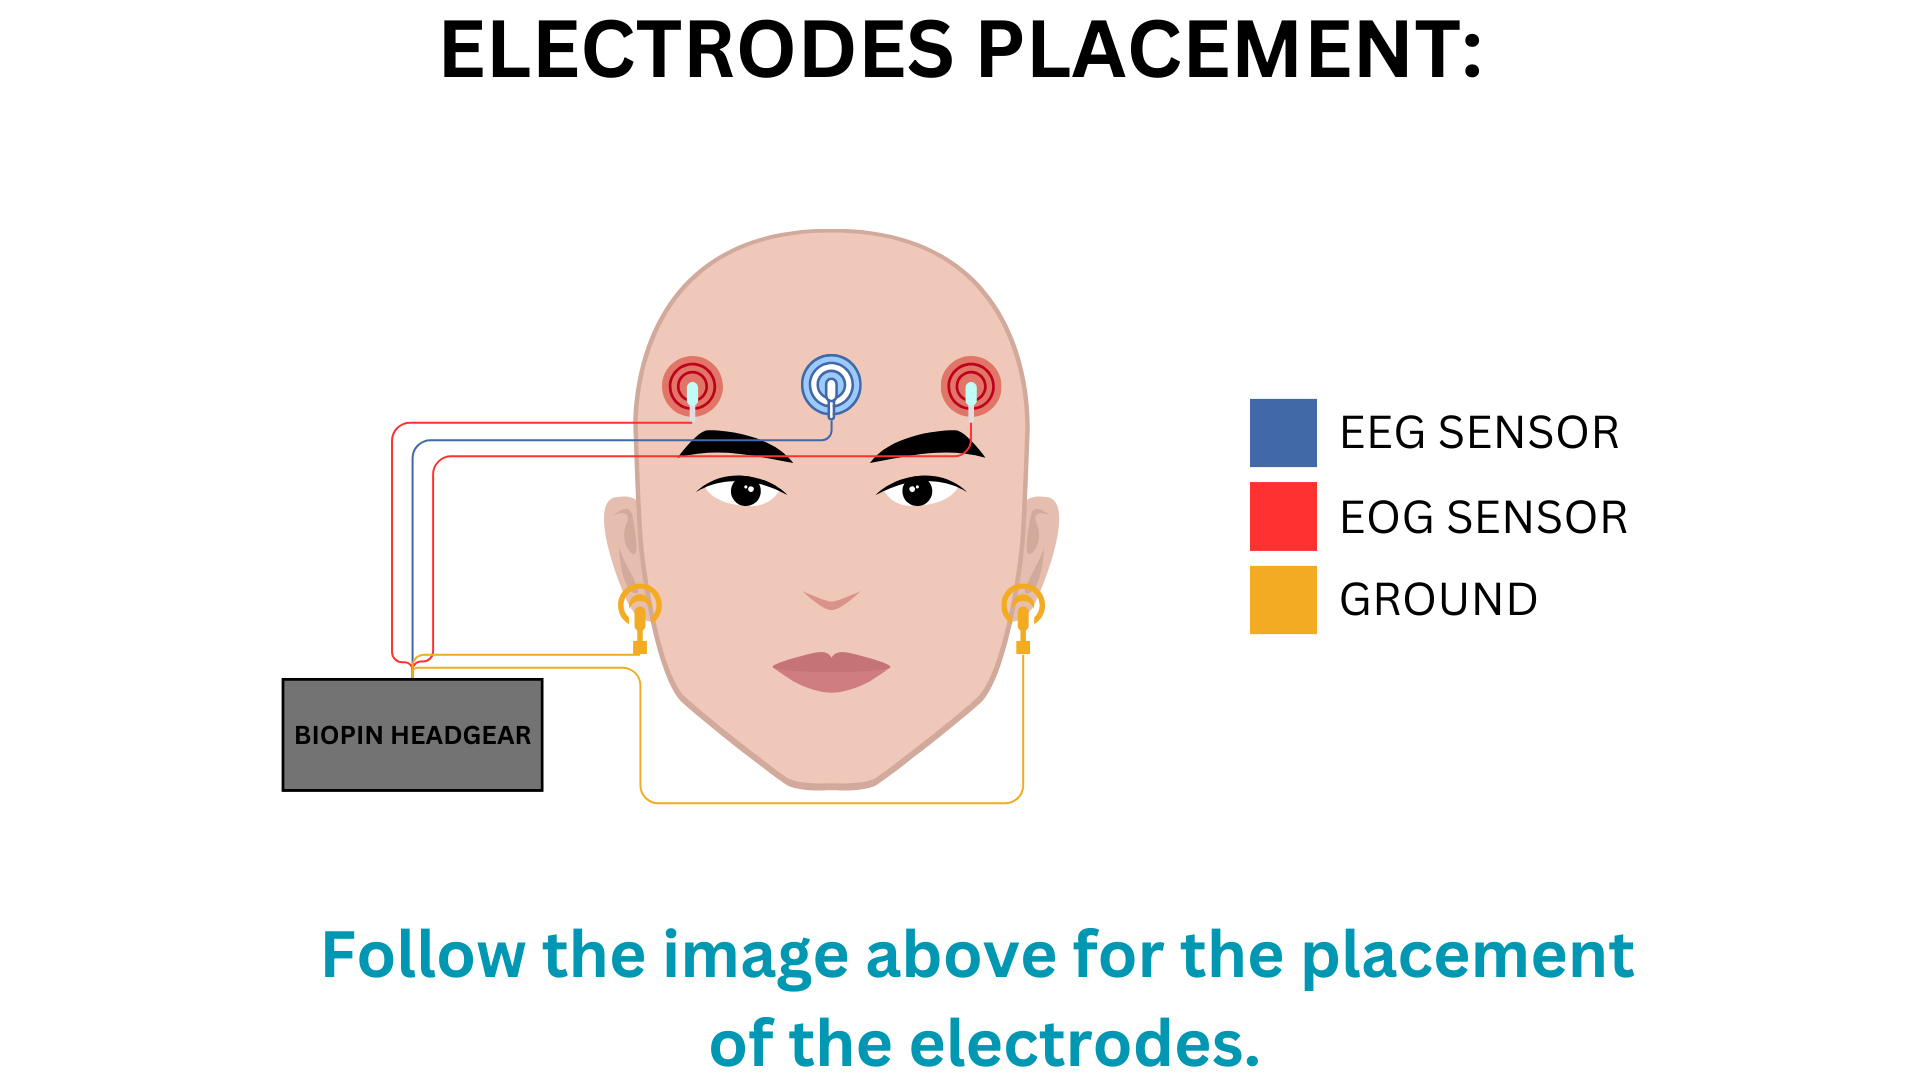 ELECTRODES PLACEMENT:
EEG SENSOR
EOG SENSOR
GROUND
BIOPIN HEADGEAR
Follow the image above for the placement
of the electrodes.